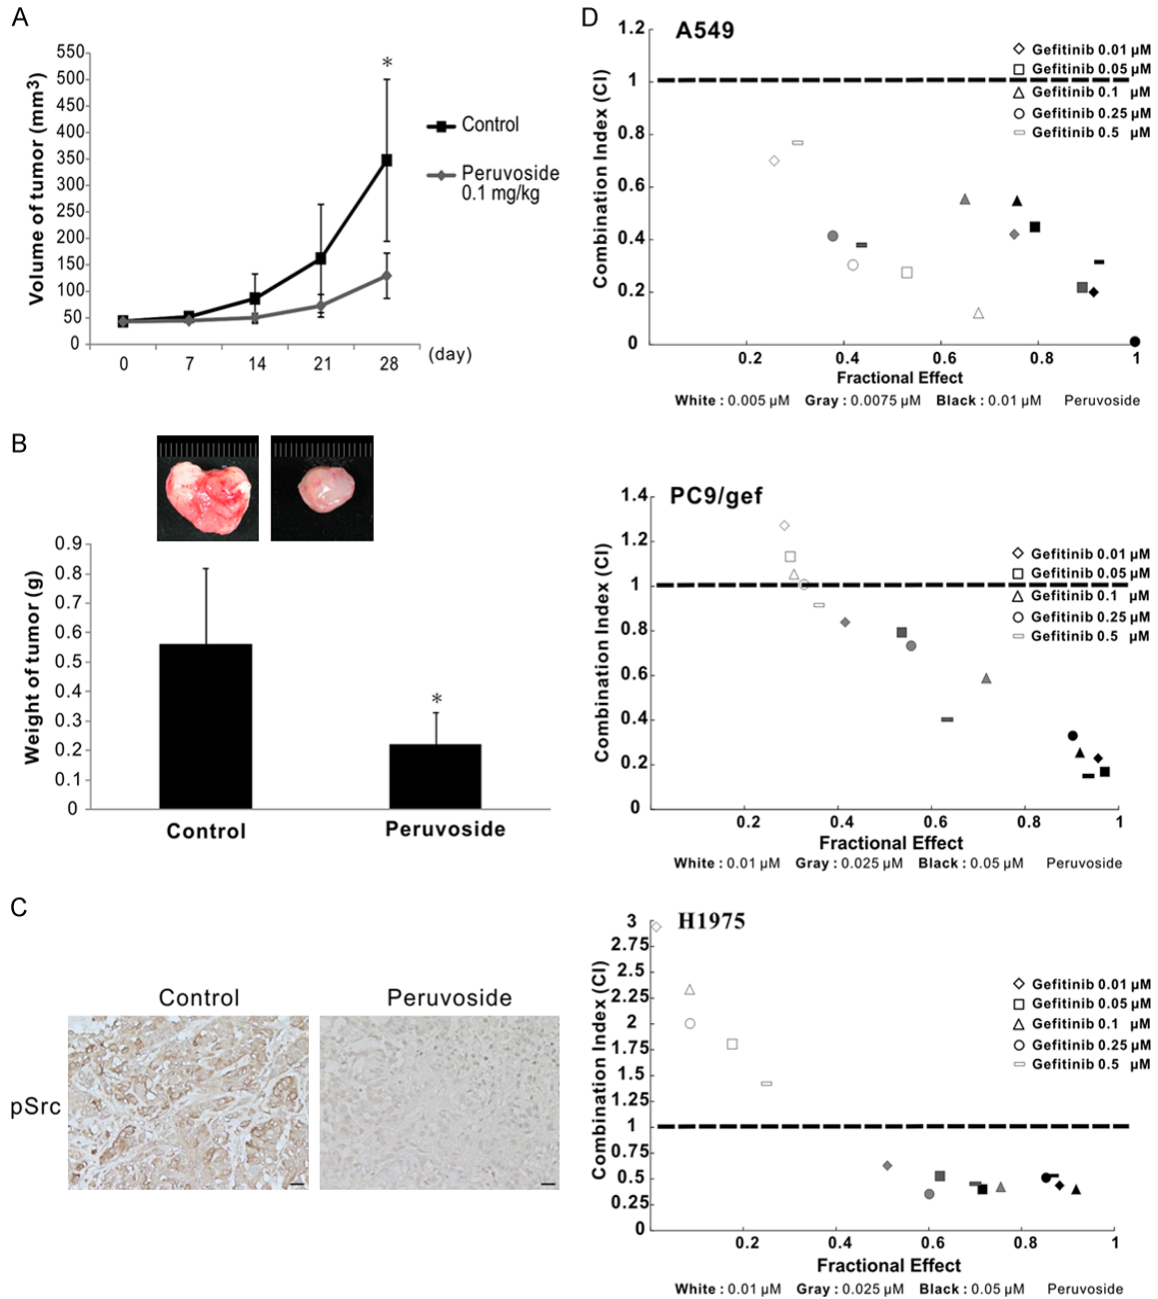 A
Volume of tumor (mm3)
550
500
450
400
350
300
250
200
150
100
50
0
0 7 14 21 28 (day)
*
Control
Peruvoside
0.1 mg/kg
B
Weight of tumor (g)
0.9
0.8
0.7
0.6
0.5
0.4
0.3
0.2
0.1
0
*
Control Peruvoside
C
Control Peruvoside
pSrc
D
A549
Combination Index (CI)
1.2
1
0.8
0.6
0.4
0.2
0
0.2 0.4 0.6 0.8 1
Fractional Effect
Gefitinib 0.01 µM
Gefitinib 0.05 µM
Gefitinib 0.1 µM
Gefitinib 0.25 µM
Gefitinib 0.5 µM
White : 0.005 µM Gray : 0.0075 µM Black : 0.01 µM Peruvoside
PC9/gef
Combination Index (CI)
1.4
1.2
1
0.8
0.6
0.4
0.2
0
0.2 0.4 0.6 0.8 1
Fractional Effect
Gefitinib 0.01 µM
Gefitinib 0.05 µM
Gefitinib 0.1 µM
Gefitinib 0.25 µM
Gefitinib 0.5 µM
White : 0.01 µM Gray : 0.025 µM Black : 0.05 µM Peruvoside
H1975
Combination Index (CI)
3
2.75
2.5
2.25
2
1.75
1.5
1.25
1
0.75
0.5
0.25
0
0.2 0.4 0.6 0.8 1
Fractional Effect
Gefitinib 0.01 µM
Gefitinib 0.05 µM
Gefitinib 0.1 µM
Gefitinib 0.25 µM
Gefitinib 0.5 µM
White : 0.01 µM Gray : 0.025 µM Black : 0.05 µM Peruvoside